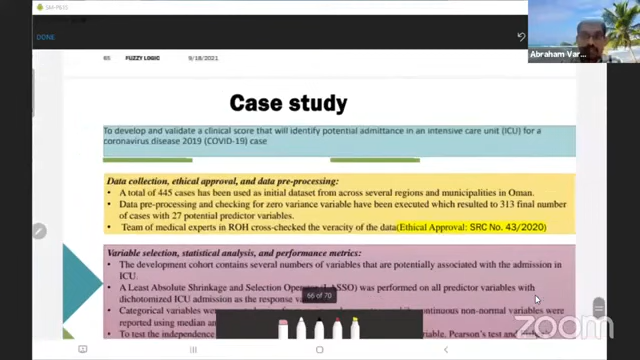 SM-P610
DONE
65 FUZZY LOGIC 9/18/2021
Abraham Var...
Case study
To develop and validate a clinical score that will identify potential admittance in an intensive care unit (ICU) for a
coronavirus disease 2019 (COVID-19) case
Data collection, ethical approval, and data pre-processing:
• A total of 445 cases has been used as initial dataset from across several regions and municipalities in Oman.
• Data pre-processing and checking for zero variance variable have been executed which resulted to 313 final number
of cases with 27 potential predictor variables.
• Team of medical experts in ROH cross-checked the veracity of the data(Ethical Approval: SRC No. 43/2020)
Variable selection, statistical analysis, and performance metrics:
• The development cohort contains several numbers of variables that are potentially associated with the admission in
ICU.
• A Least Absolute Shrinkage and Selection Operator (LASSO) was performed on all predictor variables with
dichotomized ICU admission as the response
66 of 70
• Categorical variables were
continuous non-normal variables were
reported using median an
• To test the independence
variable, Pearson's test and
zoom